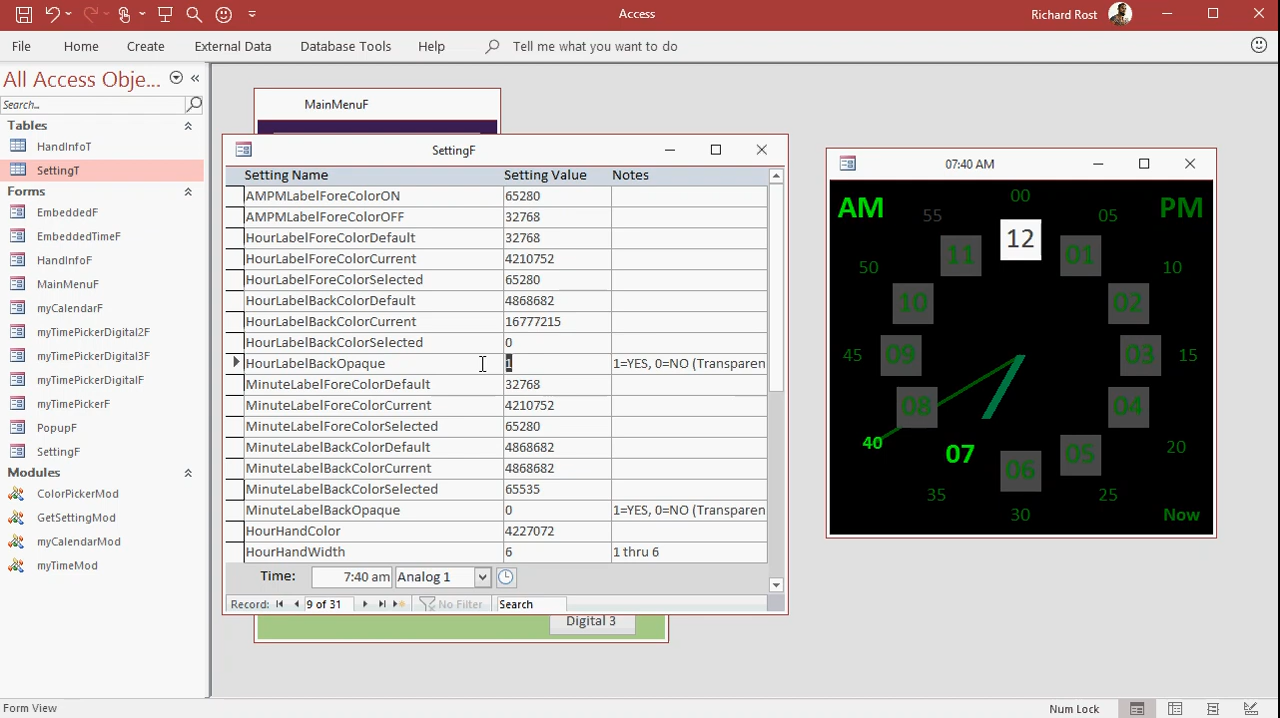 Access
Richard Rost
File Home Create External Data Database Tools Help Tell me what you want to do
All Access Obje...
Search...
Tables
HandInfoT
SettingT
Forms
EmbeddedF
EmbeddedTimeF
HandInfoF
MainMenuF
myCalendarF
myTimePickerDigital2F
myTimePickerDigital3F
myTimePickerDigitalF
myTimePickerF
PopupF
SettingF
Modules
ColorPickerMod
GetSettingMod
myCalendarMod
myTimeMod
MainMenuF
SettingF
Setting Name Setting Value Notes
AMPMLabelForeColorON 65280
AMPMLabelForeColorOFF 32768
HourLabelForeColorDefault 32768
HourLabelForeColorCurrent 4210752
HourLabelForeColorSelected 65280
HourLabelBackColorDefault 4868682
HourLabelBackColorCurrent 16777215
HourLabelBackColorSelected 0
HourLabelBackOpaque 1 1=YES, 0=NO (Transparen
MinuteLabelForeColorDefault 32768
MinuteLabelForeColorCurrent 4210752
MinuteLabelForeColorSelected 65280
MinuteLabelBackColorDefault 4868682
MinuteLabelBackColorCurrent 4868682
MinuteLabelBackColorSelected 65535
MinuteLabelBackOpaque 0 1=YES, 0=NO (Transparen
HourHandColor 4227072
HourHandWidth 6 1 thru 6
Time: 7:40 am Analog 1
Record: 9 of 31 No Filter Search
Digital 3
07:40 AM
AM 55 00 05 PM
50 11 12 01 10
10 02
45 09 03 15
08 04
40 07 06 05 20
35 30 25
Now
Form View Num Lock